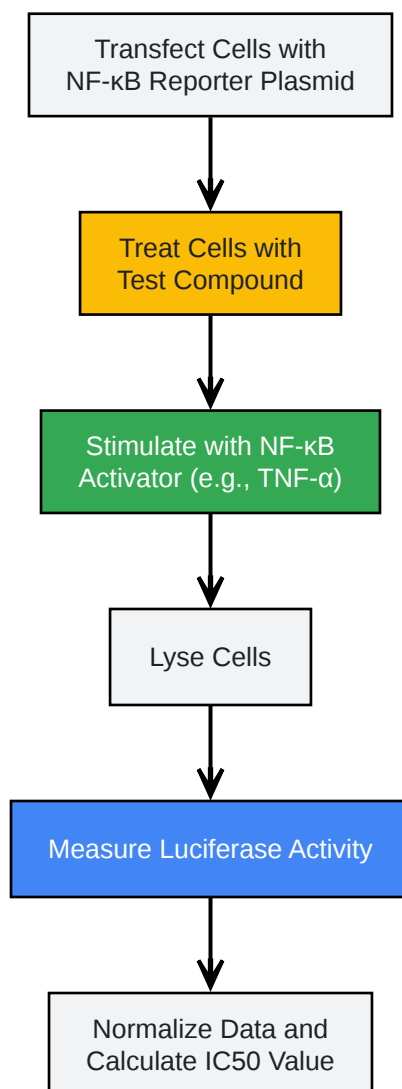 Transfect Cells with
NF-κB Reporter Plasmid
Treat Cells with
Test Compound
Stimulate with NF-κB
Activator (e.g., TNF-α)
Lyse Cells
Measure Luciferase Activity
Normalize Data and
Calculate IC50 Value